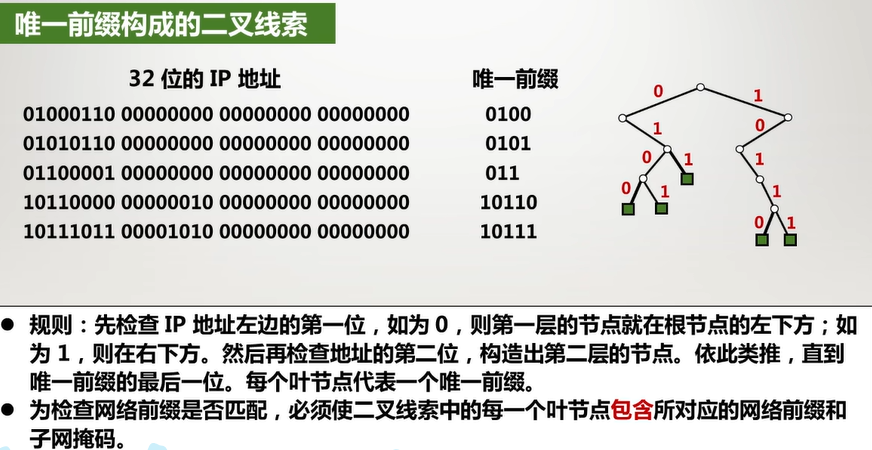 唯一前缀构成的二叉线索
32 位的 IP 地址 唯一前缀
01000110 00000000 00000000 00000000 0100
01010110 00000000 00000000 00000000 0101
01100001 00000000 00000000 00000000 011
10110000 00000010 00000000 00000000 10110
10111011 00001010 00000000 00000000 10111
0 1
1 0
0 1 1
0 1 1
0 1
● 规则：先检查 IP 地址左边的第一位，如为 0，则第一层的节点就在根节点的左下方；如
为 1，则在右下方。然后再检查地址的第二位，构造出第二层的节点。依此类推，直到
唯一前缀的最后一位。每个叶节点代表一个唯一前缀。
● 为检查网络前缀是否匹配，必须使二叉线索中的每一个叶节点包含所对应的网络前缀和
子网掩码。